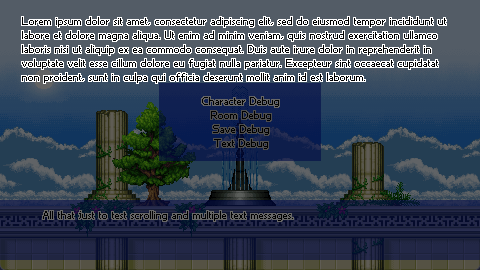 Lorem ipsum dolor sit amet, consectetur adipiscing elit, sed do eiusmod tempor incididunt ut
labore et dolore magna aliqua. Ut enim ad minim veniam, quis nostrud exercitation ullamco
laboris nisi ut aliquip ex ea commodo consequat. Duis aute irure dolor in reprehenderit in
voluptate velit esse cillum dolore eu fugiat nulla pariatur. Excepteur sint occaecat cupidatat
non proident, sunt in culpa qui officia deserunt mollit anim id est laborum.
Character Debug
Room Debug
Save Debug
Text Debug
All that just to test scrolling and multiple text messages.